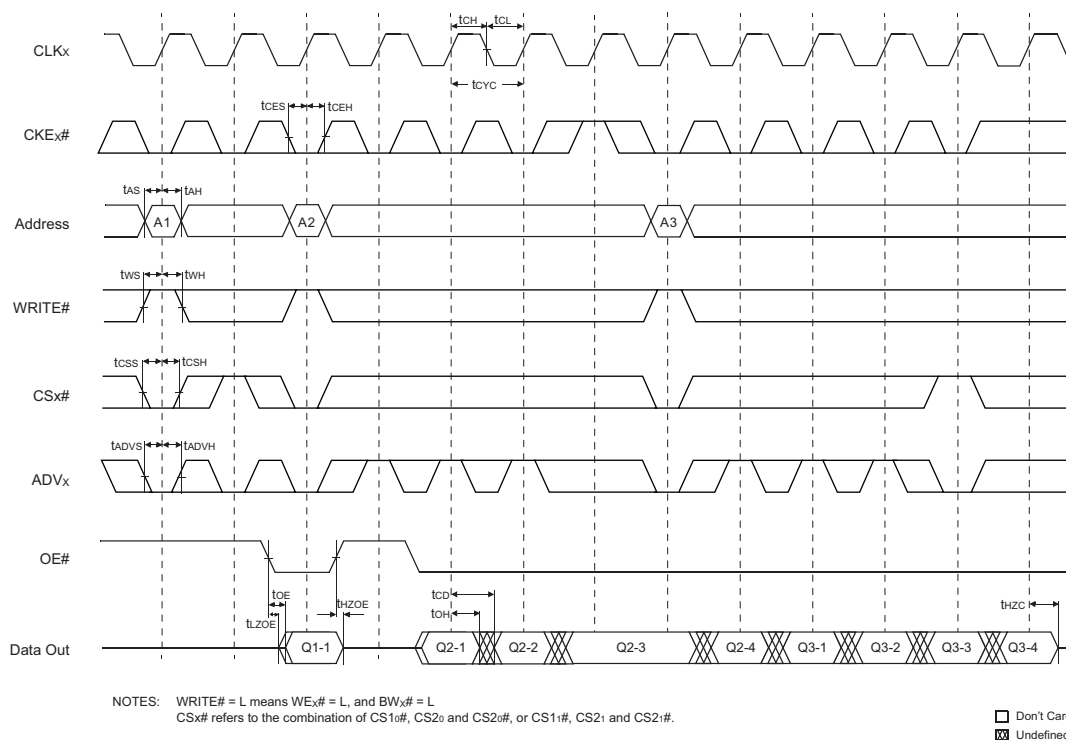 tCH tCL
CLKx
tCYC
tCES tCEH
CKEx#
tAS tAH
Address A1 A2 A3
tWS tWH
WRITE#
tCSS tCSH
CSx#
tADVS tADVH
ADVx
OE#
tOE tHZOE tCD tHZC
tLZOE tOH
Data Out Q1-1 Q2-1 Q2-2 Q2-3 Q2-4 Q3-1 Q3-2 Q3-3 Q3-4
NOTES: WRITE# = L means WEx# = L, and BWx# = L
CSx# refers to the combination of CS10#, CS20 and CS20#, or CS11#, CS21 and CS21#.
Don't Care
Undefined